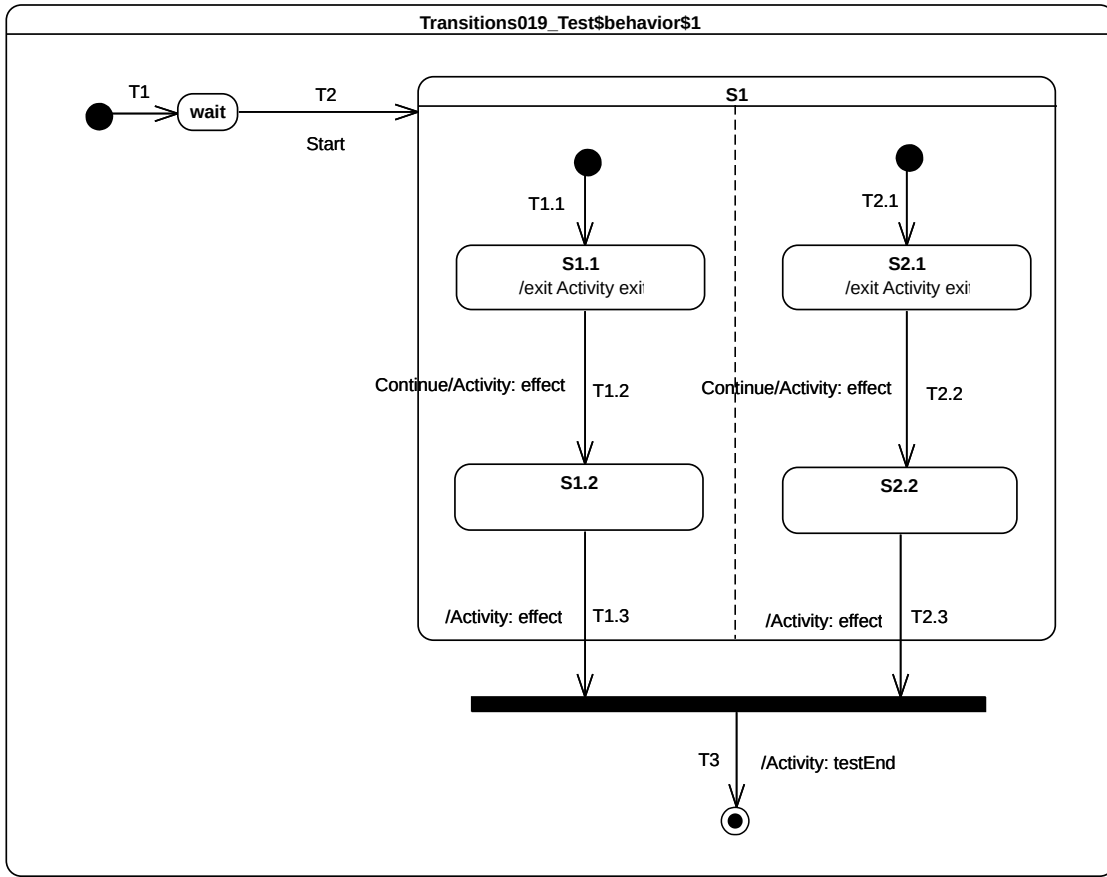 Transitions019_Test$behavior$1
T1
wait
T2
Start
S1
T1.1
T2.1
S1.1
/exit Activity exi
S2.1
/exit Activity exi
Continue/Activity: effect
T1.2
Continue/Activity: effect
T2.2
S1.2
S2.2
/Activity: effect
T1.3
/Activity: effect
T2.3
T3
/Activity: testEnd